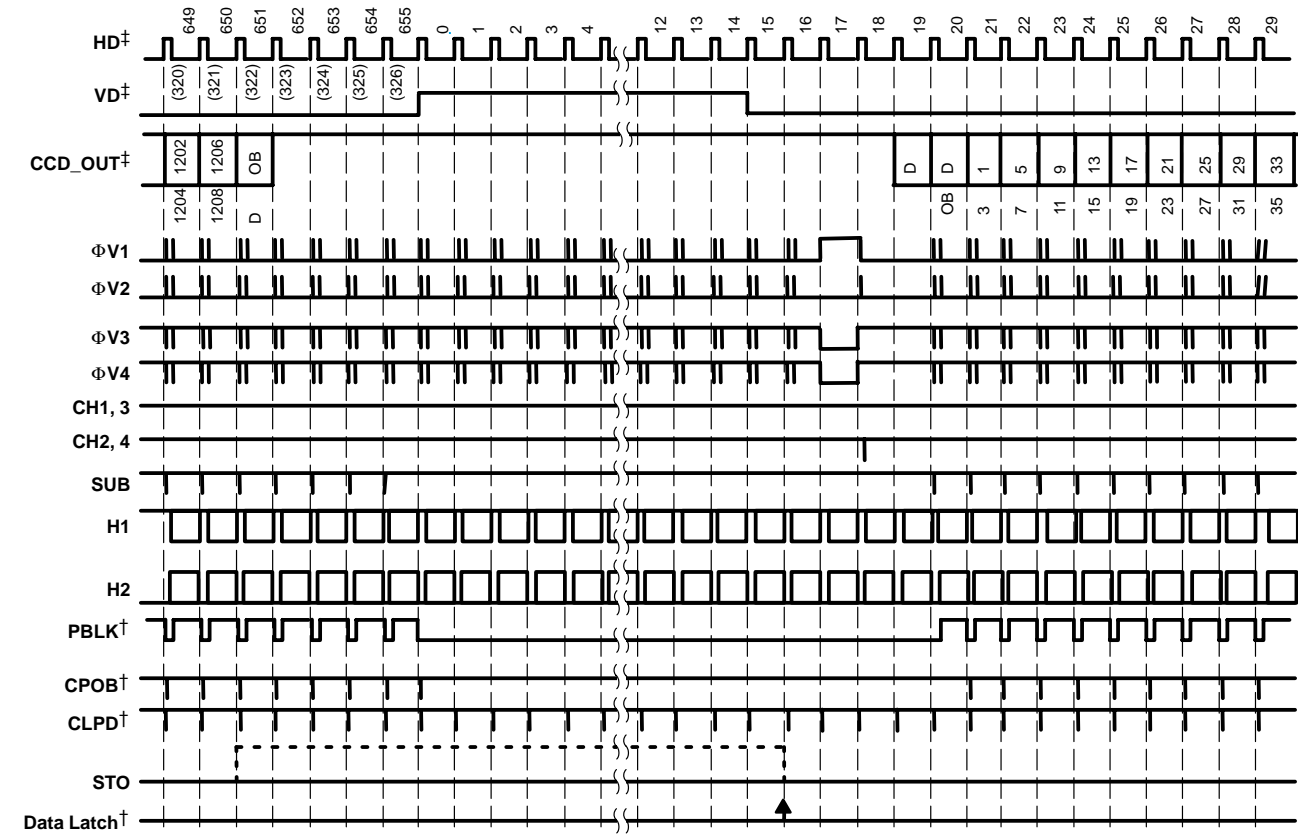 649 650 651 652 653 654 655 0 1 2 3 4 12 13 14 15 16 17 18 19 20 21 22 23 24 25 26 27 28 29
HD‡
(320) (321) (322) (323) (324) (325) (326)
VD‡
CCD_OUT‡ 1202 1206 OB D D 1 5 9 13 17 21 25 29 33
1204 1208 D OB 3 7 11 15 19 23 27 31 35
ΦV1
ΦV2
ΦV3
ΦV4
CH1, 3
CH2, 4
SUB
H1
H2
PBLK†
CPOB†
CLPD†
STO
Data Latch†